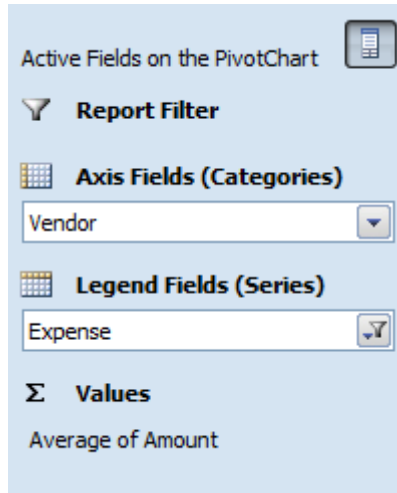 Active Fields on the PivotChart
Report Filter
Axis Fields (Categories)
Vendor
Legend Fields (Series)
Expense
Σ Values
Average of Amount